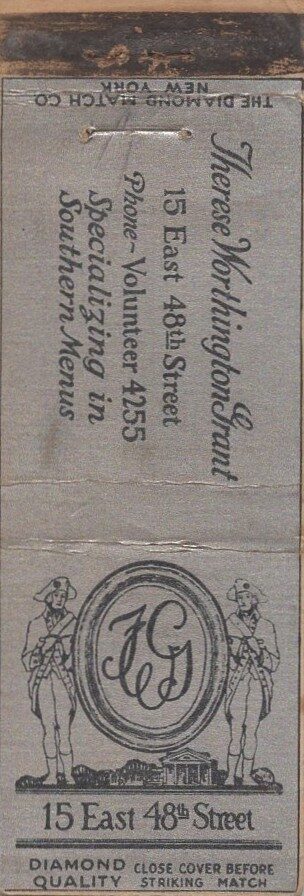 THE DIAMOND MATCH CO
NEW YORK
Therese Worthington Grant
15 East 48th Street
Phone~Volunteer 4255
Specializing in
Southern Menus
15 East 48th Street
DIAMOND QUALITY
CLOSE COVER BEFORE STRIKING MATCH